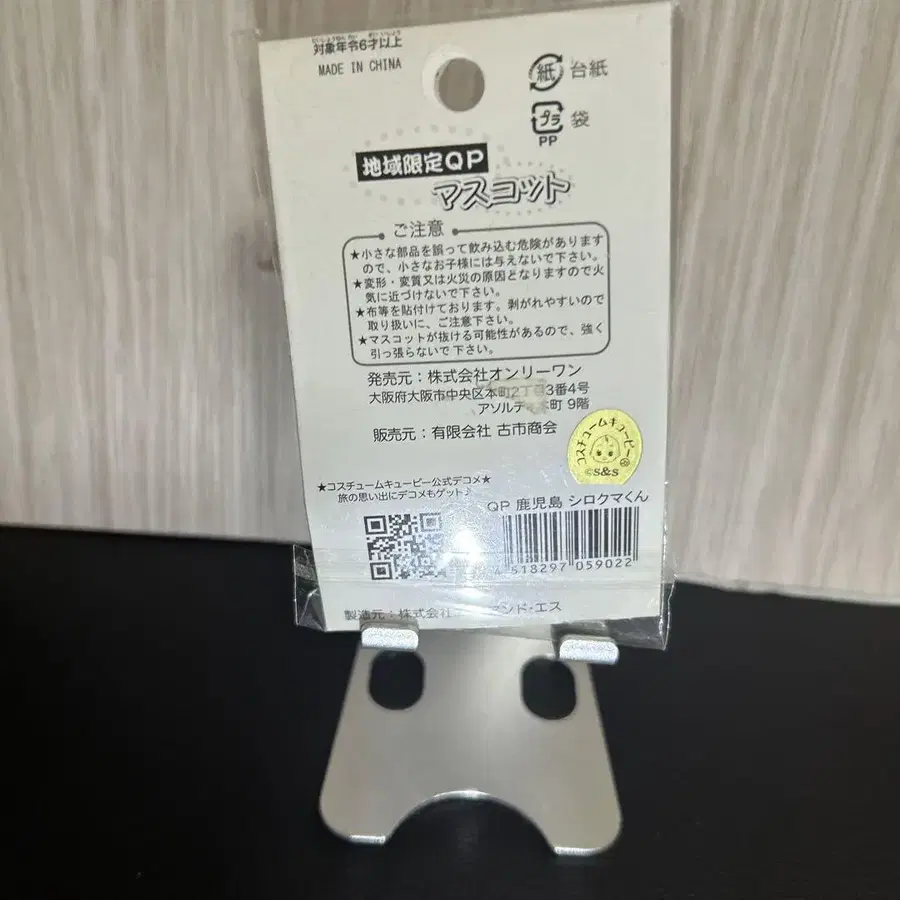 対象年令6才以上
MADE IN CHINA
紙 台紙
プラ 袋
PP
地域限定QP
マスコット
ご注意
★小さな部品を誤って飲み込む危険があります
ので、小さなお子様には与えないで下さい。
★変形・変質又は火災の原因となりますので火
気に近づけないで下さい。
★布等を貼付けております。剥がれやすいので
取り扱いに、ご注意下さい。
★マスコットが抜ける可能性があるので、強く
引っ張らないで下さい。
発売元：株式会社オンリーワン
大阪府大阪市中央区本町2丁目3番4号
アソルテ 本町 9階
販売元：有限会社 古市商会
コスチュームキューピー
©s&s
★コスチュームキューピー公式デコメ★
旅の思い出にデコメもゲット♪
QP 鹿児島 シロクマくん
4 518297 059022
製造元：株式会社 アンド・エス